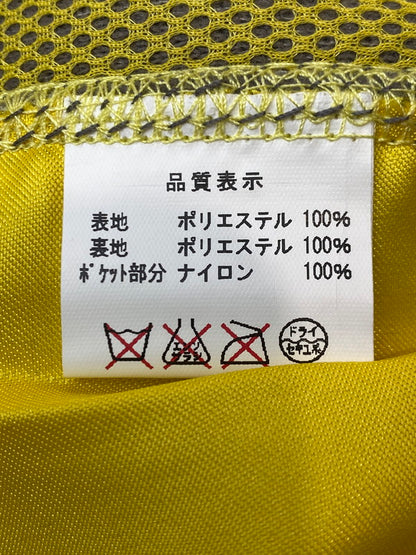 品質表示
表地 ポリエステル 100%
裏地 ポリエステル 100%
ﾎﾟｹｯﾄ部分 ナイロン 100%
エンソ サラシ ドライ セキユ系